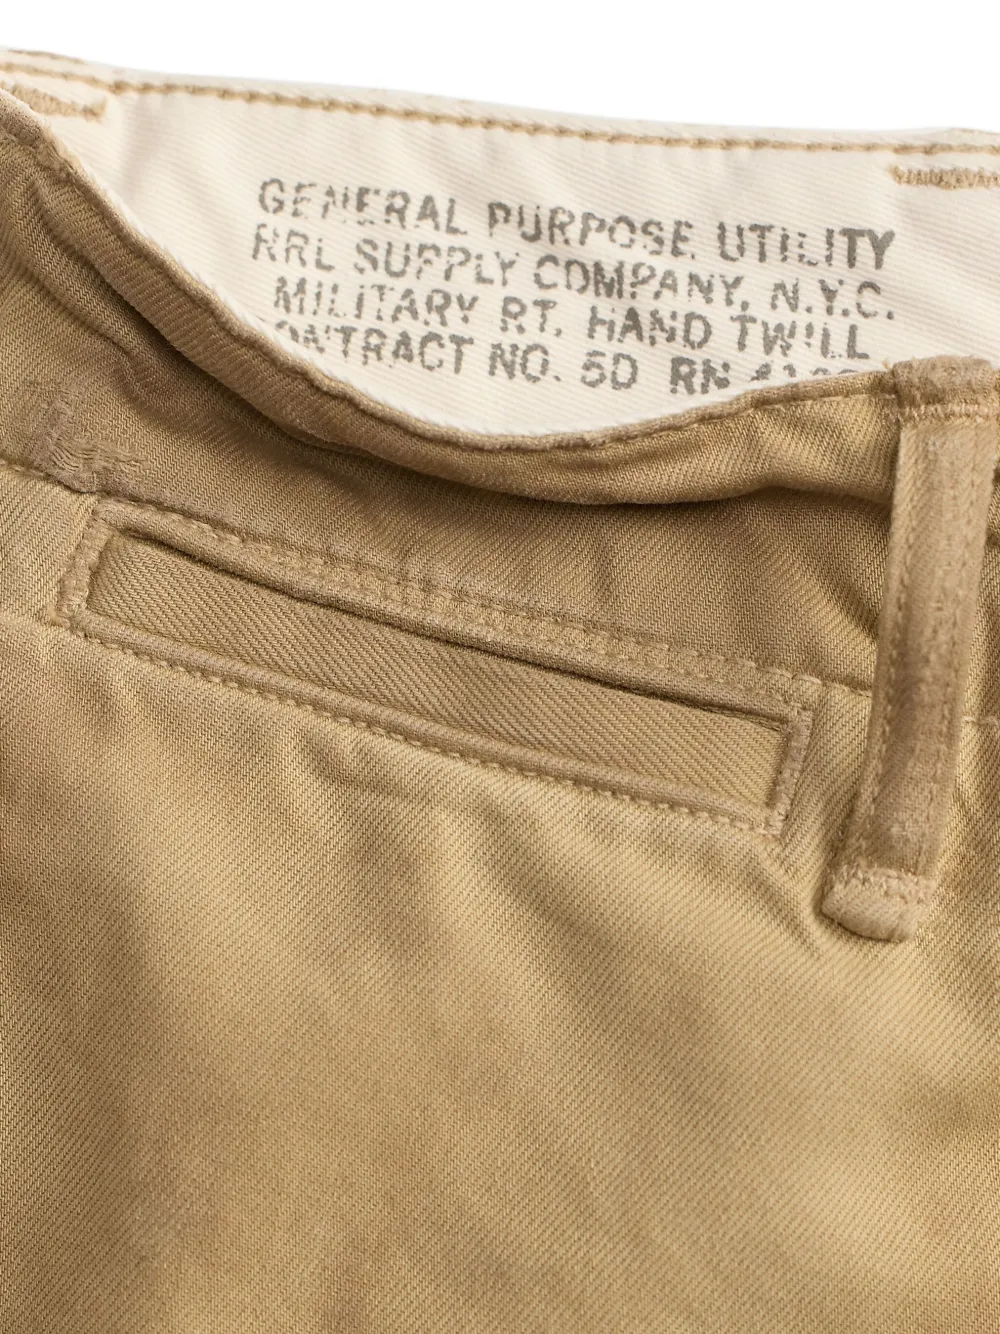 GENERAL PURPOSE UTILITY
RRL SUPPLY COMPANY, N.Y.C.
MILITARY RT. HAND TWILL
CONTRACT NO. 5D RN